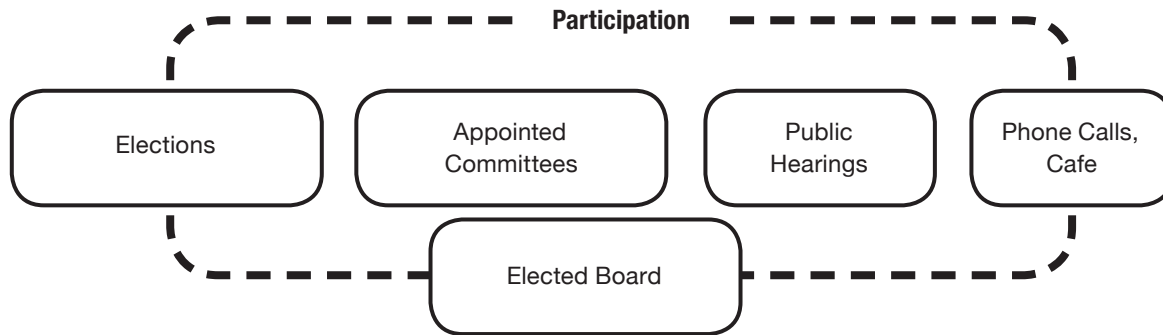 Participation
Elections
Appointed
Committees
Public
Hearings
Phone Calls,
Cafe
Elected Board